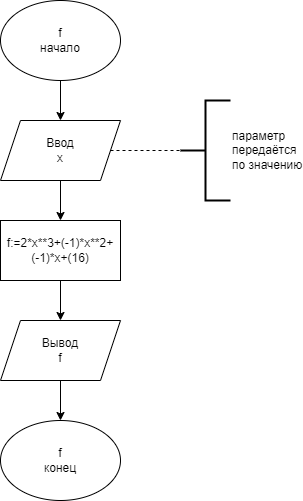 f
начало
Ввод
x
параметр
передаётся
по значению
f:=2*x**3+(-1)*x**2+
(-1)*x+(16)
Вывод
f
f
конец